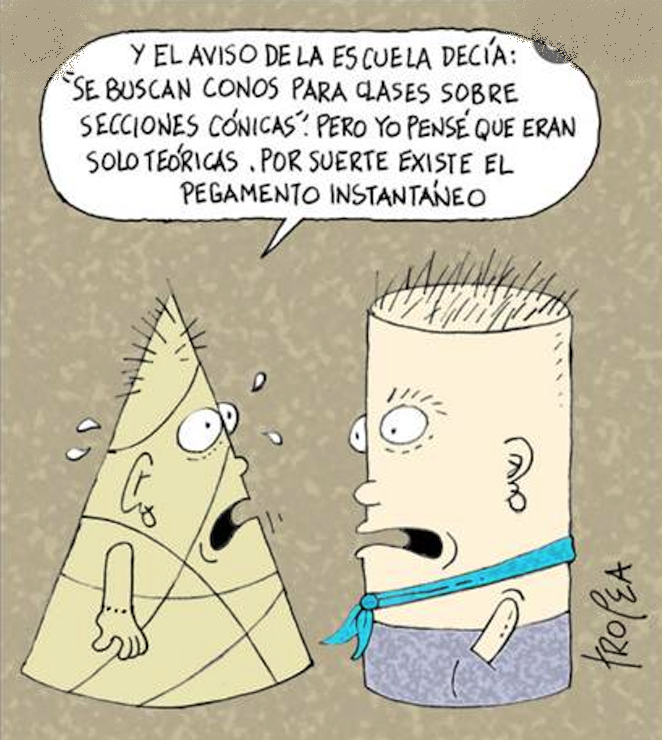 Y EL AVISO DE LA ESCUELA DECÍA:
"SE BUSCAN CONOS PARA CLASES SOBRE
SECCIONES CÓNICAS". PERO YO PENSÉ QUE ERAN
SOLO TEÓRICAS. POR SUERTE EXISTE EL
PEGAMENTO INSTANTÁNEO
TROPEA